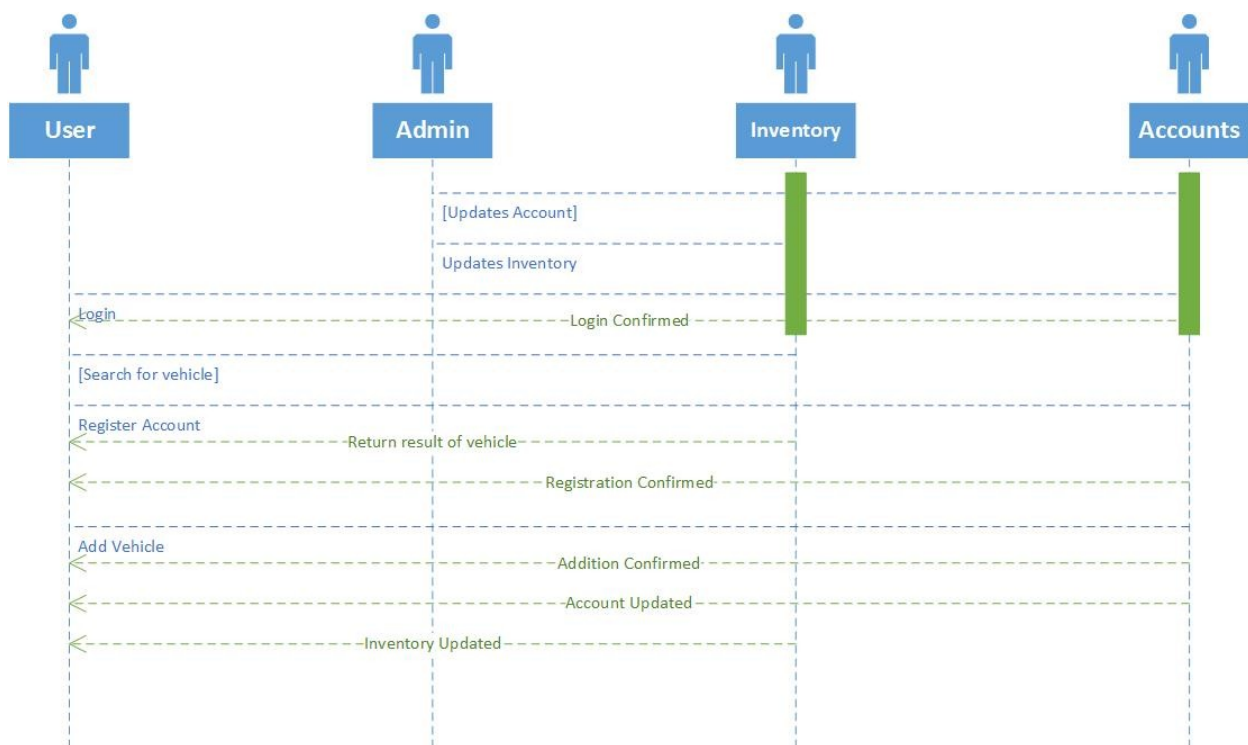 User
Admin
Inventory
Accounts
[Updates Account]
Updates Inventory
Login
Login Confirmed
[Search for vehicle]
Register Account
Return result of vehicle
Registration Confirmed
Add Vehicle
Addition Confirmed
Account Updated
Inventory Updated